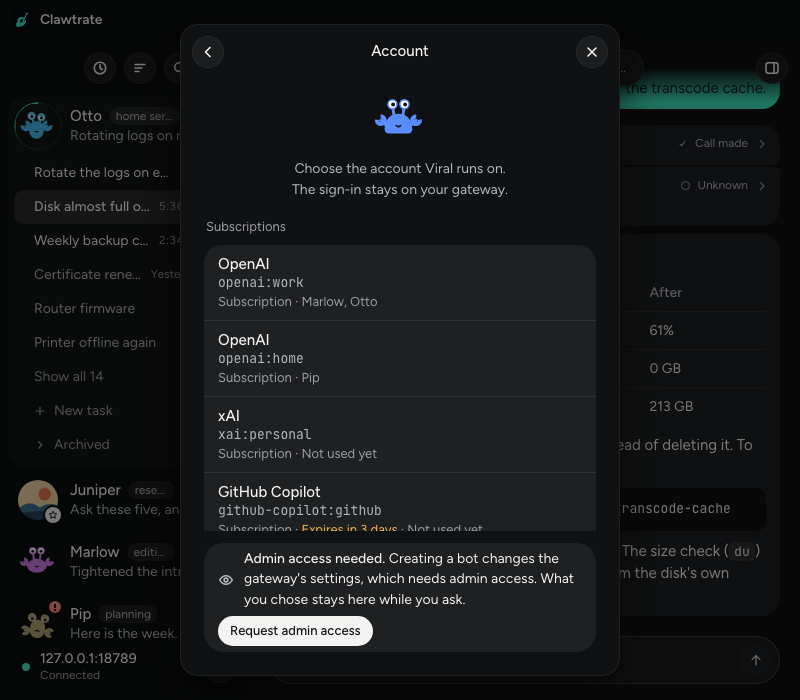 Clawtrate
Otto
home ser...
Rotating logs on
Rotate the logs on e...
Disk almost full o...
5:36
Weekly backup c...
2:34
Certificate rene...
Router firmware
Printer offline again
Show all 14
+ New task
Archived
Juniper
rese...
Ask these five, an
Marlow
editi...
Tightened the
Pip
planning
Here is the week.
127.0.0.1:18789
Connected
Account
Choose the account Viral runs on.
The sign-in stays on your gateway.
Subscriptions
OpenAI
openai:work
Subscription · Marlow, Otto
OpenAI
openai:home
Subscription · Pip
xAI
xai:personal
Subscription · Not used yet
GitHub Copilot
github-copilot:github
Subscription · Expires in 3 days · Not used yet
Admin access needed. Creating a bot changes the
gateway's settings, which needs admin access. What
you chose stays here while you ask.
Request admin access
the transcode cache.
Call made
Unknown
After
61%
0 GB
213 GB
of deleting it. To
transcode-cache
The size check ( du )
the disk's own